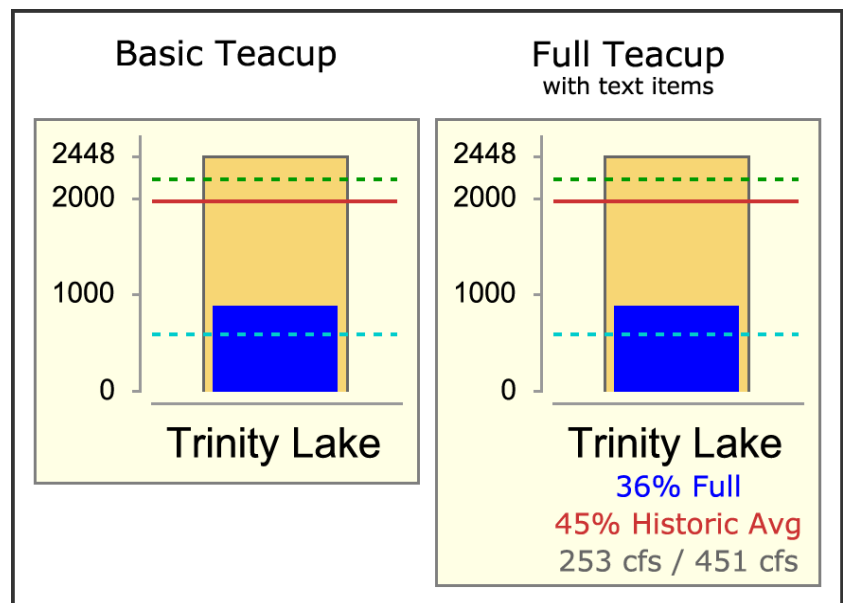 Basic Teacup
Full Teacup
with text items
2448
2000
1000
0
Trinity Lake
2448
2000
1000
0
Trinity Lake
36% Full
45% Historic Avg
253 cfs / 451 cfs